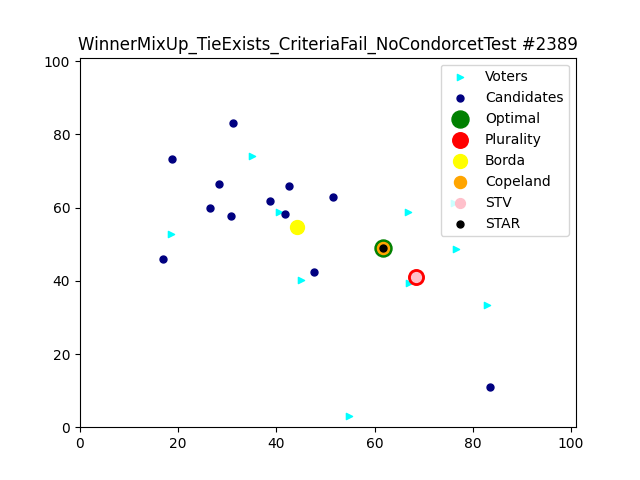 WinnerMixUp_TieExists_CriteriaFail_NoCondorcetTest #2389
100
80
60
40
20
0
0 20 40 60 80 100
Voters
Candidates
Optimal
Plurality
Borda
Copeland
STV
STAR